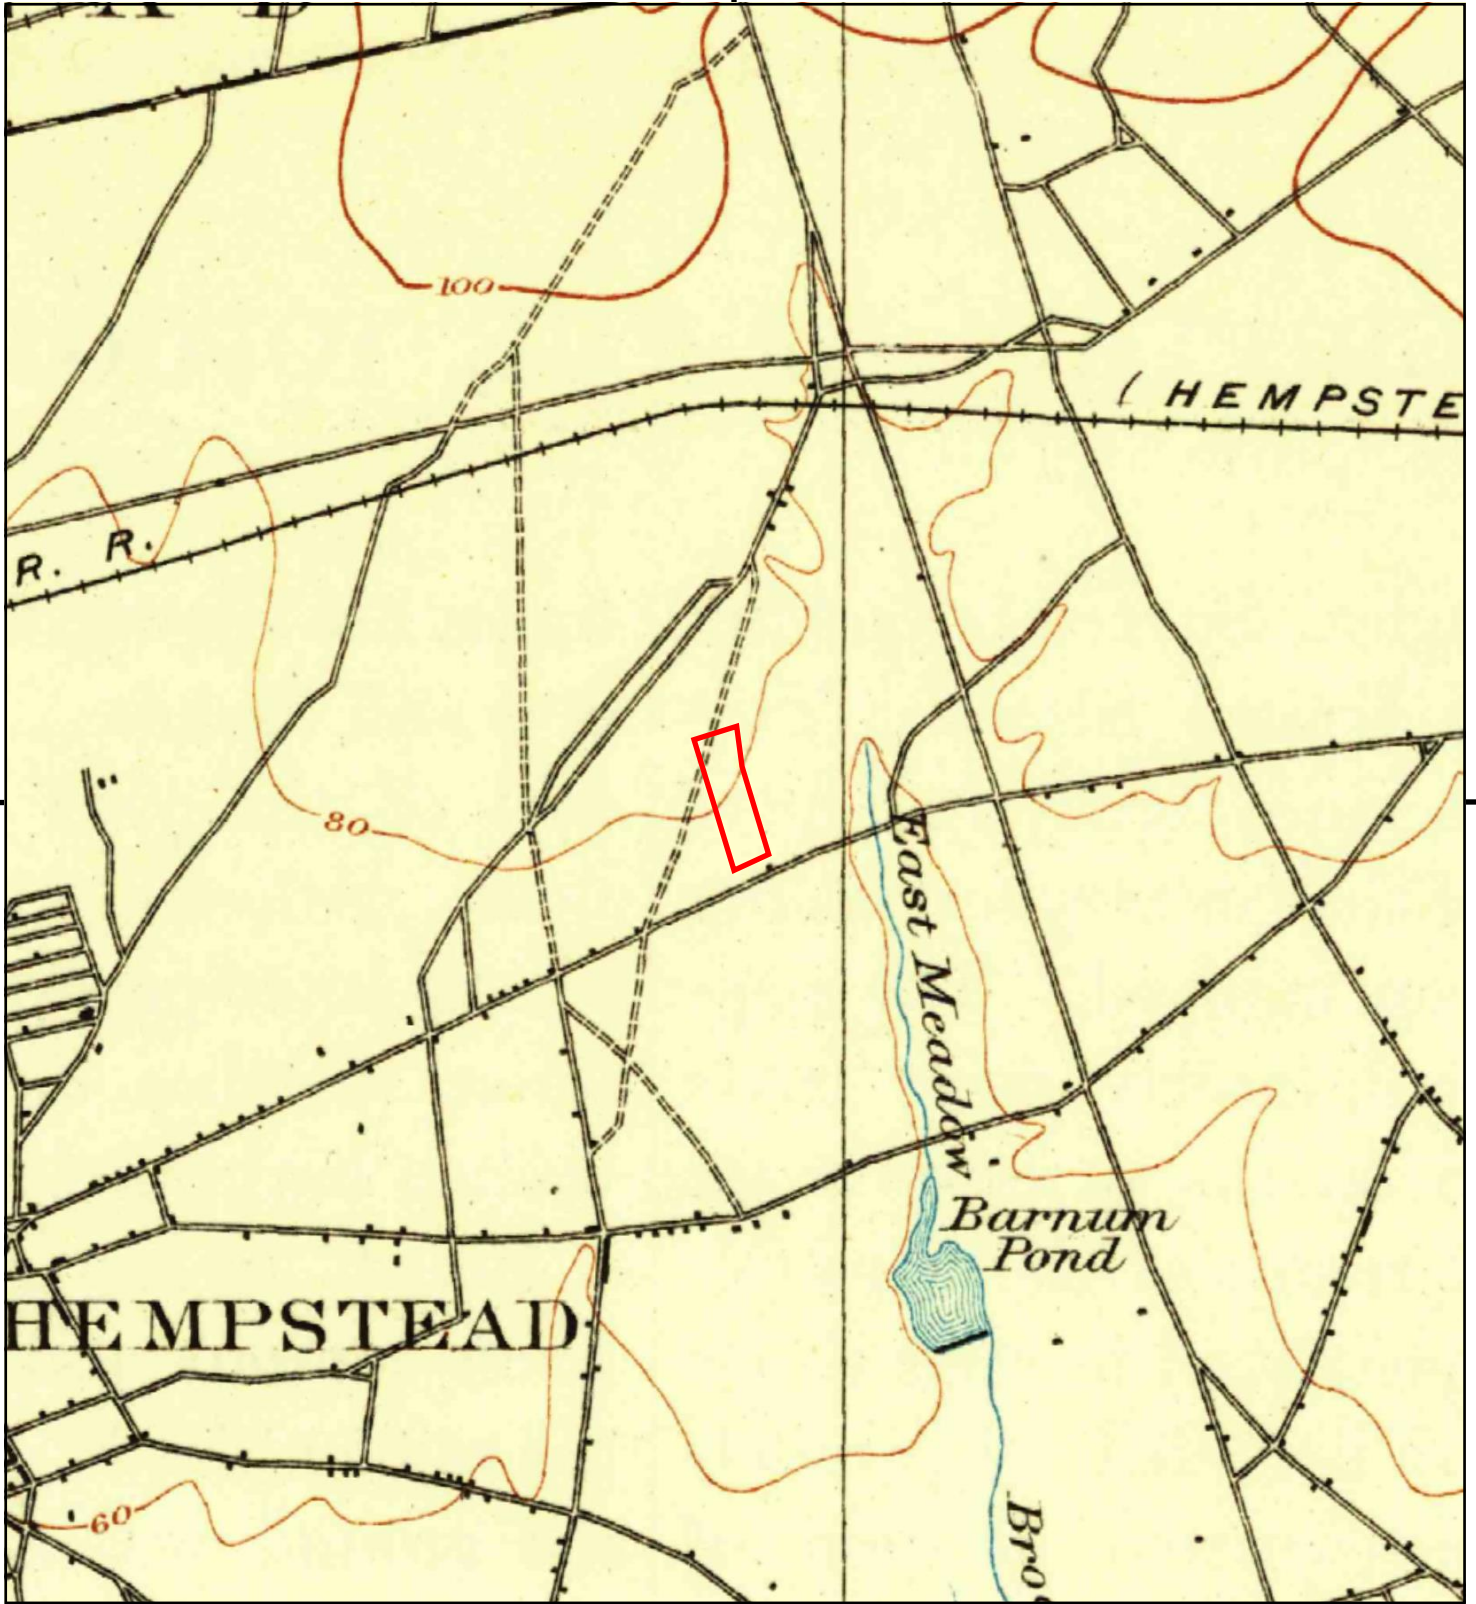 100
( HEMPSTE
R. R.
80
East Meadow
Barnum
Pond
HEMPSTEAD
60
Bro